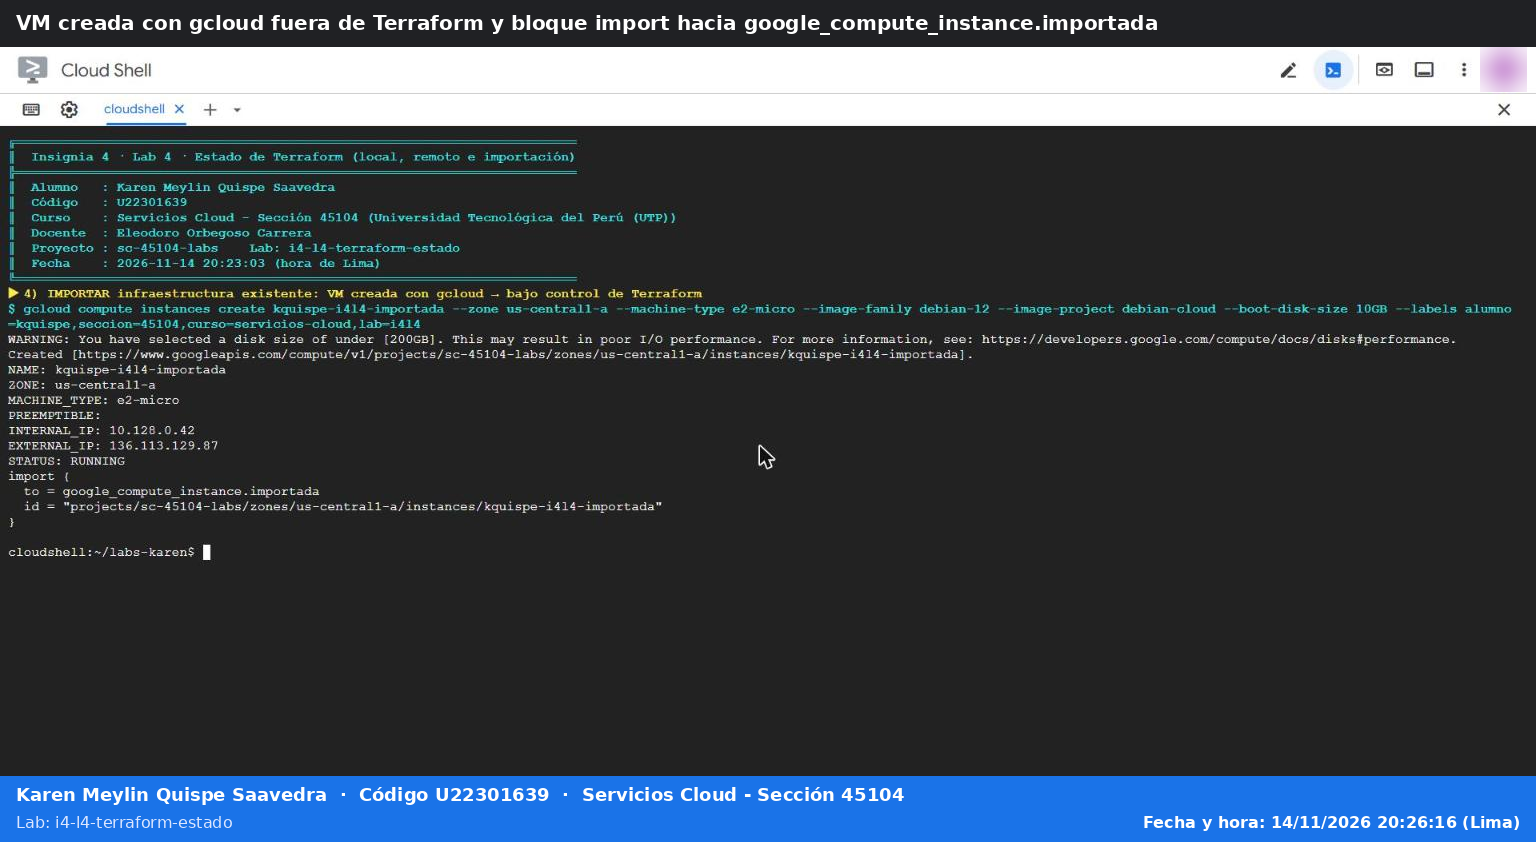 VM creada con gcloud fuera de Terraform y bloque import hacia google_compute_instance.importada
Cloud Shell
cloudshell
Insignia 4 · Lab 4 · Estado de Terraform (local, remoto e importación)
Alumno : Karen Meylin Quispe Saavedra
Código : U22301639
Curso : Servicios Cloud - Sección 45104 (Universidad Tecnológica del Perú (UTP))
Docente : Eleodoro Orbegoso Carrera
Proyecto : sc-45104-labs Lab: i4-l4-terraform-estado
Fecha : 2026-11-14 20:23:03 (hora de Lima)
▶ 4) IMPORTAR infraestructura existente: VM creada con gcloud → bajo control de Terraform
$ gcloud compute instances create kquispe-i4l4-importada --zone us-central1-a --machine-type e2-micro --image-family debian-12 --image-project debian-cloud --boot-disk-size 10GB --labels alumno
=kquispe,seccion=45104,curso=servicios-cloud,lab=i4l4
WARNING: You have selected a disk size of under [200GB]. This may result in poor I/O performance. For more information, see: https://developers.google.com/compute/docs/disks#performance.
Created [https://www.googleapis.com/compute/v1/projects/sc-45104-labs/zones/us-central1-a/instances/kquispe-i4l4-importada].
NAME: kquispe-i4l4-importada
ZONE: us-central1-a
MACHINE_TYPE: e2-micro
PREEMPTIBLE:
INTERNAL_IP: 10.128.0.42
EXTERNAL_IP: 136.113.129.87
STATUS: RUNNING
import {
  to = google_compute_instance.importada
  id = "projects/sc-45104-labs/zones/us-central1-a/instances/kquispe-i4l4-importada"
}
cloudshell:~/labs-karen$
Karen Meylin Quispe Saavedra · Código U22301639 · Servicios Cloud - Sección 45104
Lab: i4-l4-terraform-estado
Fecha y hora: 14/11/2026 20:26:16 (Lima)